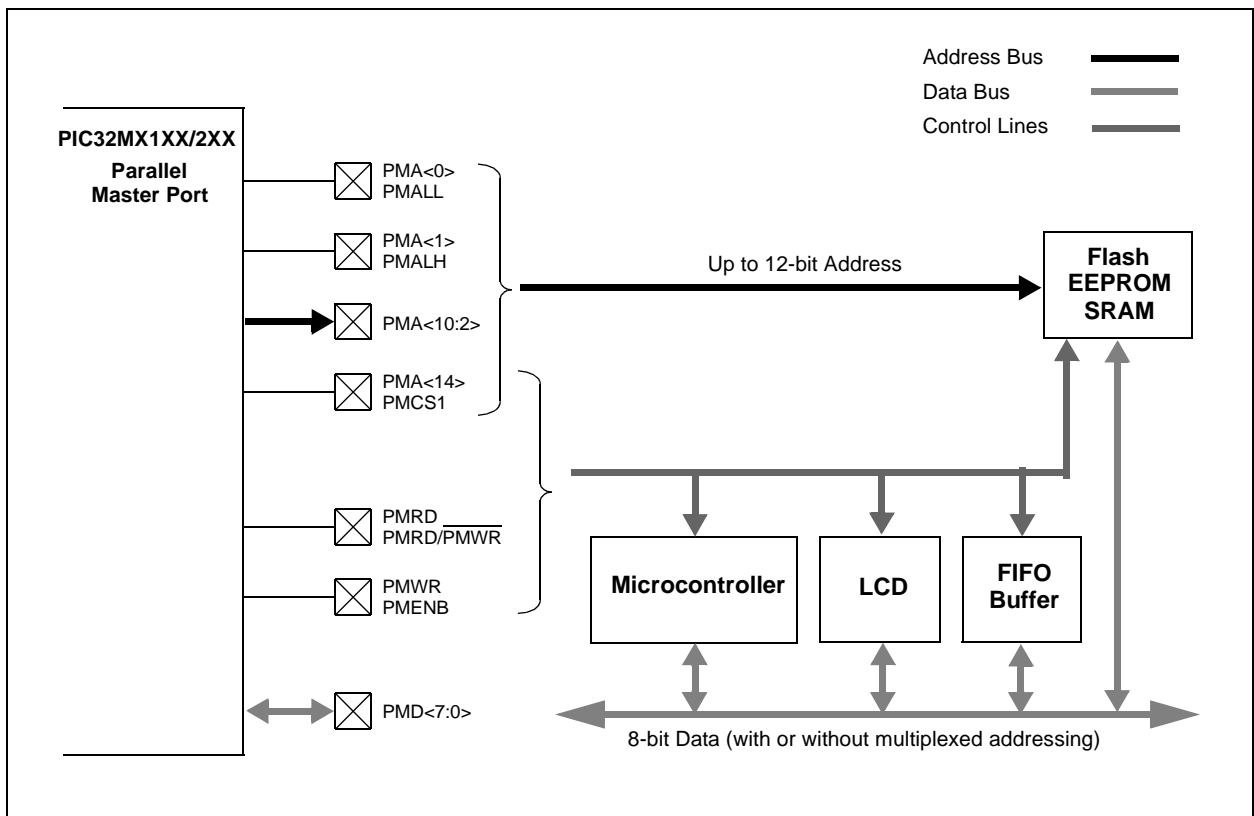 Address Bus
Data Bus
Control Lines
PIC32MX1XX/2XX
Parallel
Master Port
PMA<0>
PMALL
PMA<1>
PMALH
PMA<10:2>
PMA<14>
PMCS1
PMRD
PMRD/PMWR
PMWR
PMENB
PMD<7:0>
Up to 12-bit Address
Flash
EEPROM
SRAM
Microcontroller
LCD
FIFO
Buffer
8-bit Data (with or without multiplexed addressing)